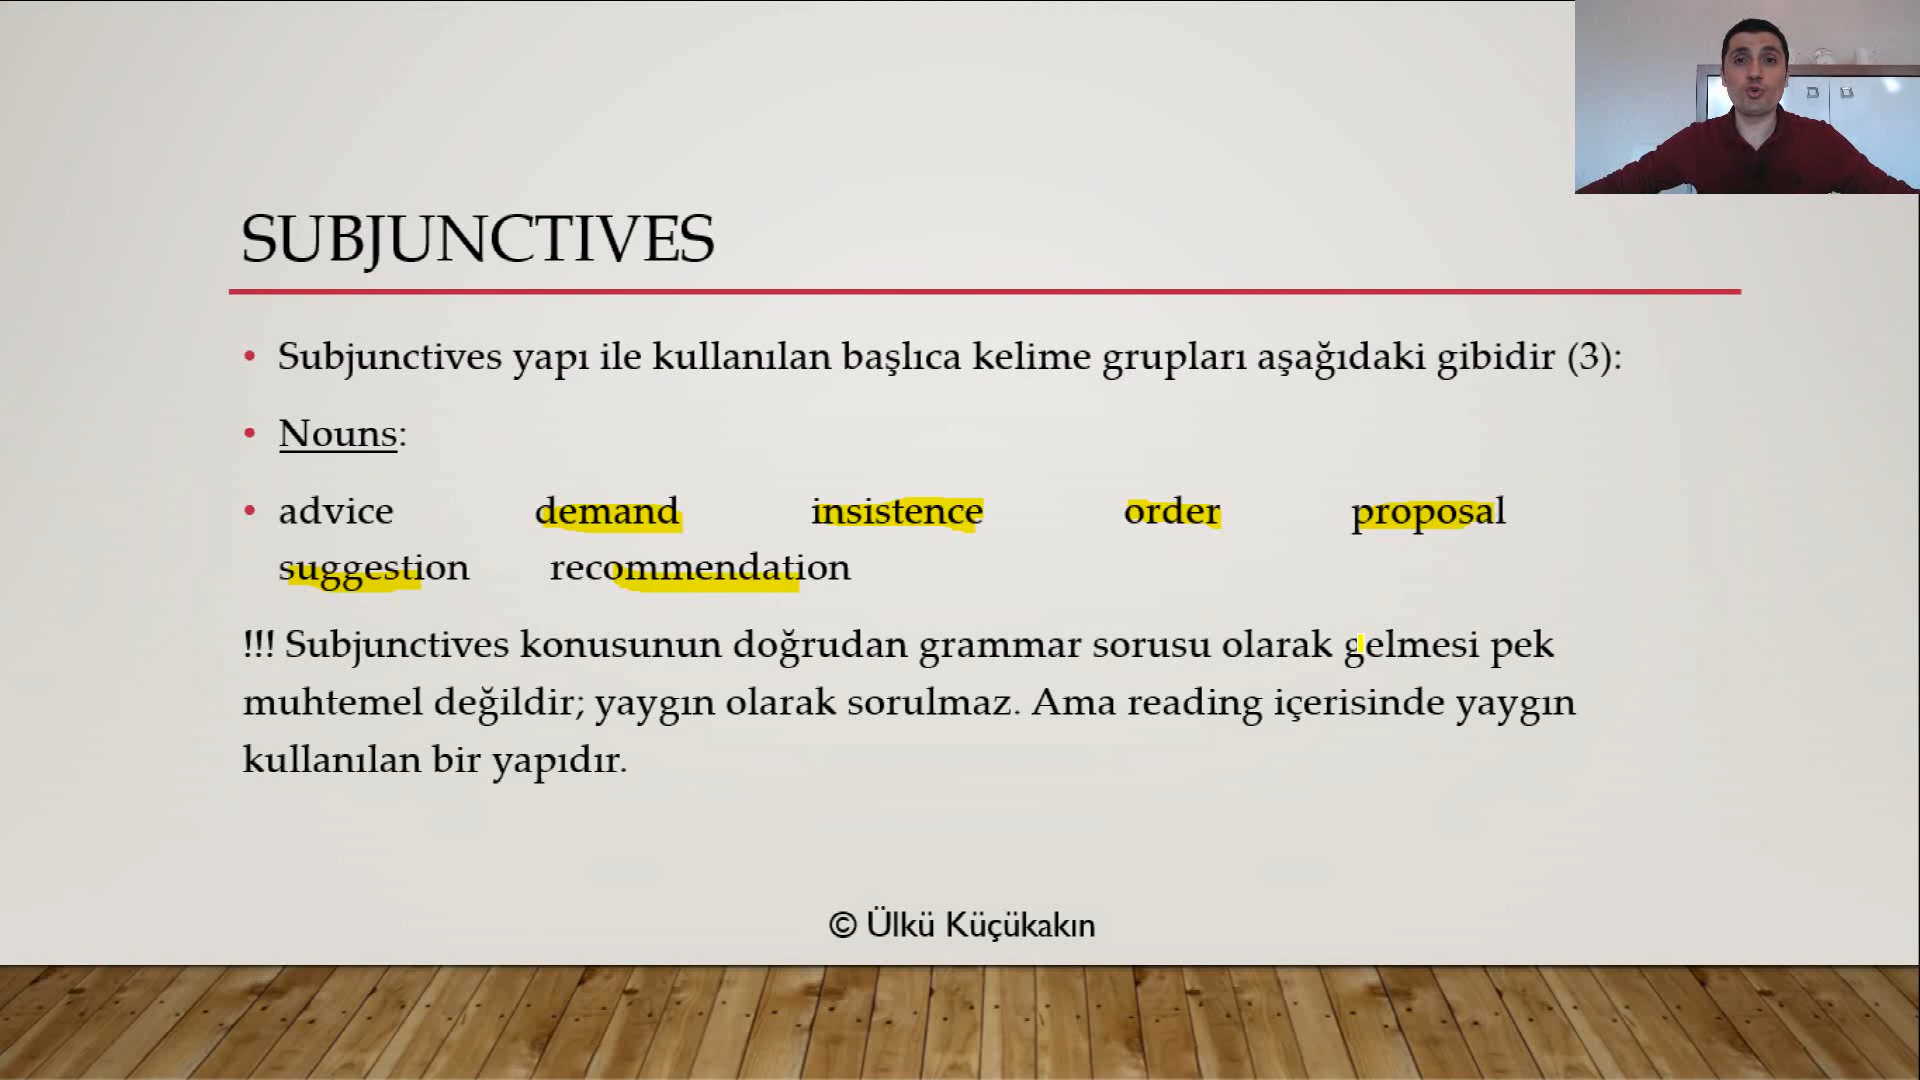 SUBJUNCTIVES
• Subjunctives yapı ile kullanılan başlıca kelime grupları aşağıdaki gibidir (3):
• Nouns:
• advice demand insistence order proposal
suggestion recommendation
!!! Subjunctives konusunun doğrudan grammar sorusu olarak gelmesi pek
muhtemel değildir; yaygın olarak sorulmaz. Ama reading içerisinde yaygın
kullanılan bir yapıdır.
© Ülkü Küçükakın